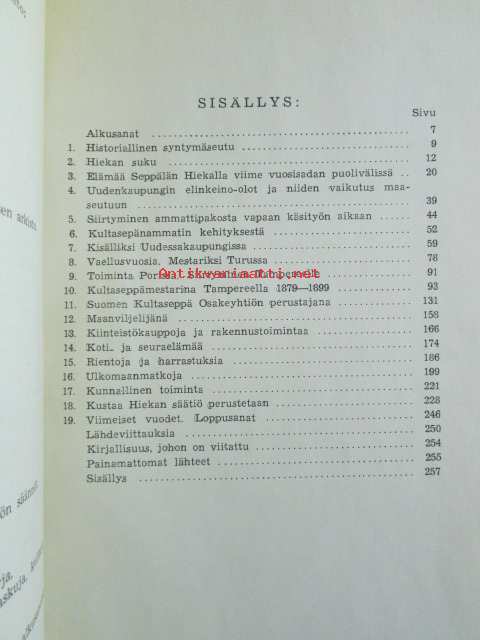 SISÄLLYS:
Sivu
Alkusanat 7
1. Historiallinen syntymäseutu 9
2. Hiekan suku 12
3. Elämää Seppälän Hiekalla viime vuosisadan puolivälissä .. 20
4. Uudenkaupungin elinkeino-olot ja niiden vaikutus maa-
seutuun 39
5. Siirtyminen ammattipakosta vapaan käsityön aikaan 44
6. Kultasepänammatin kehityksestä 52
7. Kisälliksi Uudessakaupungissa 59
8. Vaellusvuosia. Mestariksi Turussa 78
9. Toiminta 91
Antikvariaatti.net
10. Kultaseppämestarina Tampereella 1879—1899 93
11. Suomen Kultaseppä Osakeyhtiön perustajana 131
12. Maanviljelijänä 158
13. Kiinteistökauppoja ja rakennustoimintaa 166
14. Koti- ja seuraelämää 174
15. Rientoja ja harrastuksia 186
16. Ulkomaanmatkoja 199
17. Kunnallinen toiminta 221
18. Kustaa Hiekan säätiö perustetaan 228
19. Viimeiset vuodet. Loppusanat 246
Lähdeviittauksia 250
Kirjallisuus, johon on viitattu 254
Painamattomat lähteet 255
Sisällys 257